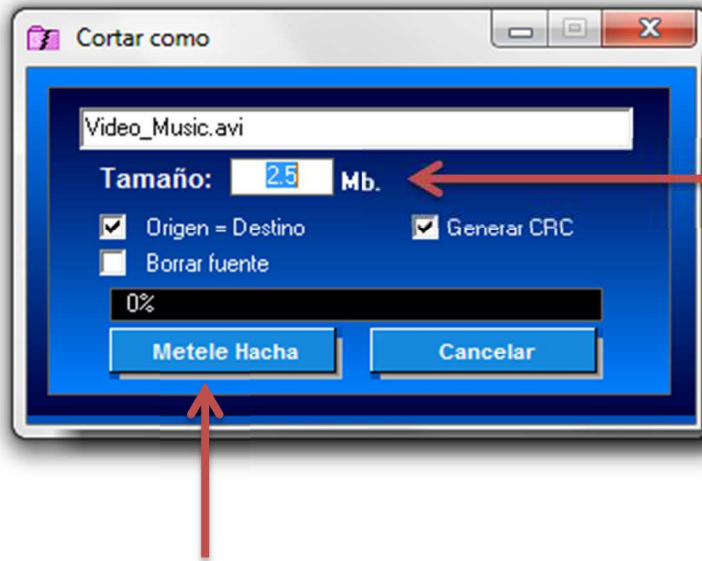 Cortar como
Video_Music.avi
Tamaño: 2.5 Mb.
Origen = Destino Generar CRC
Borrar fuente
0%
Metele Hacha Cancelar